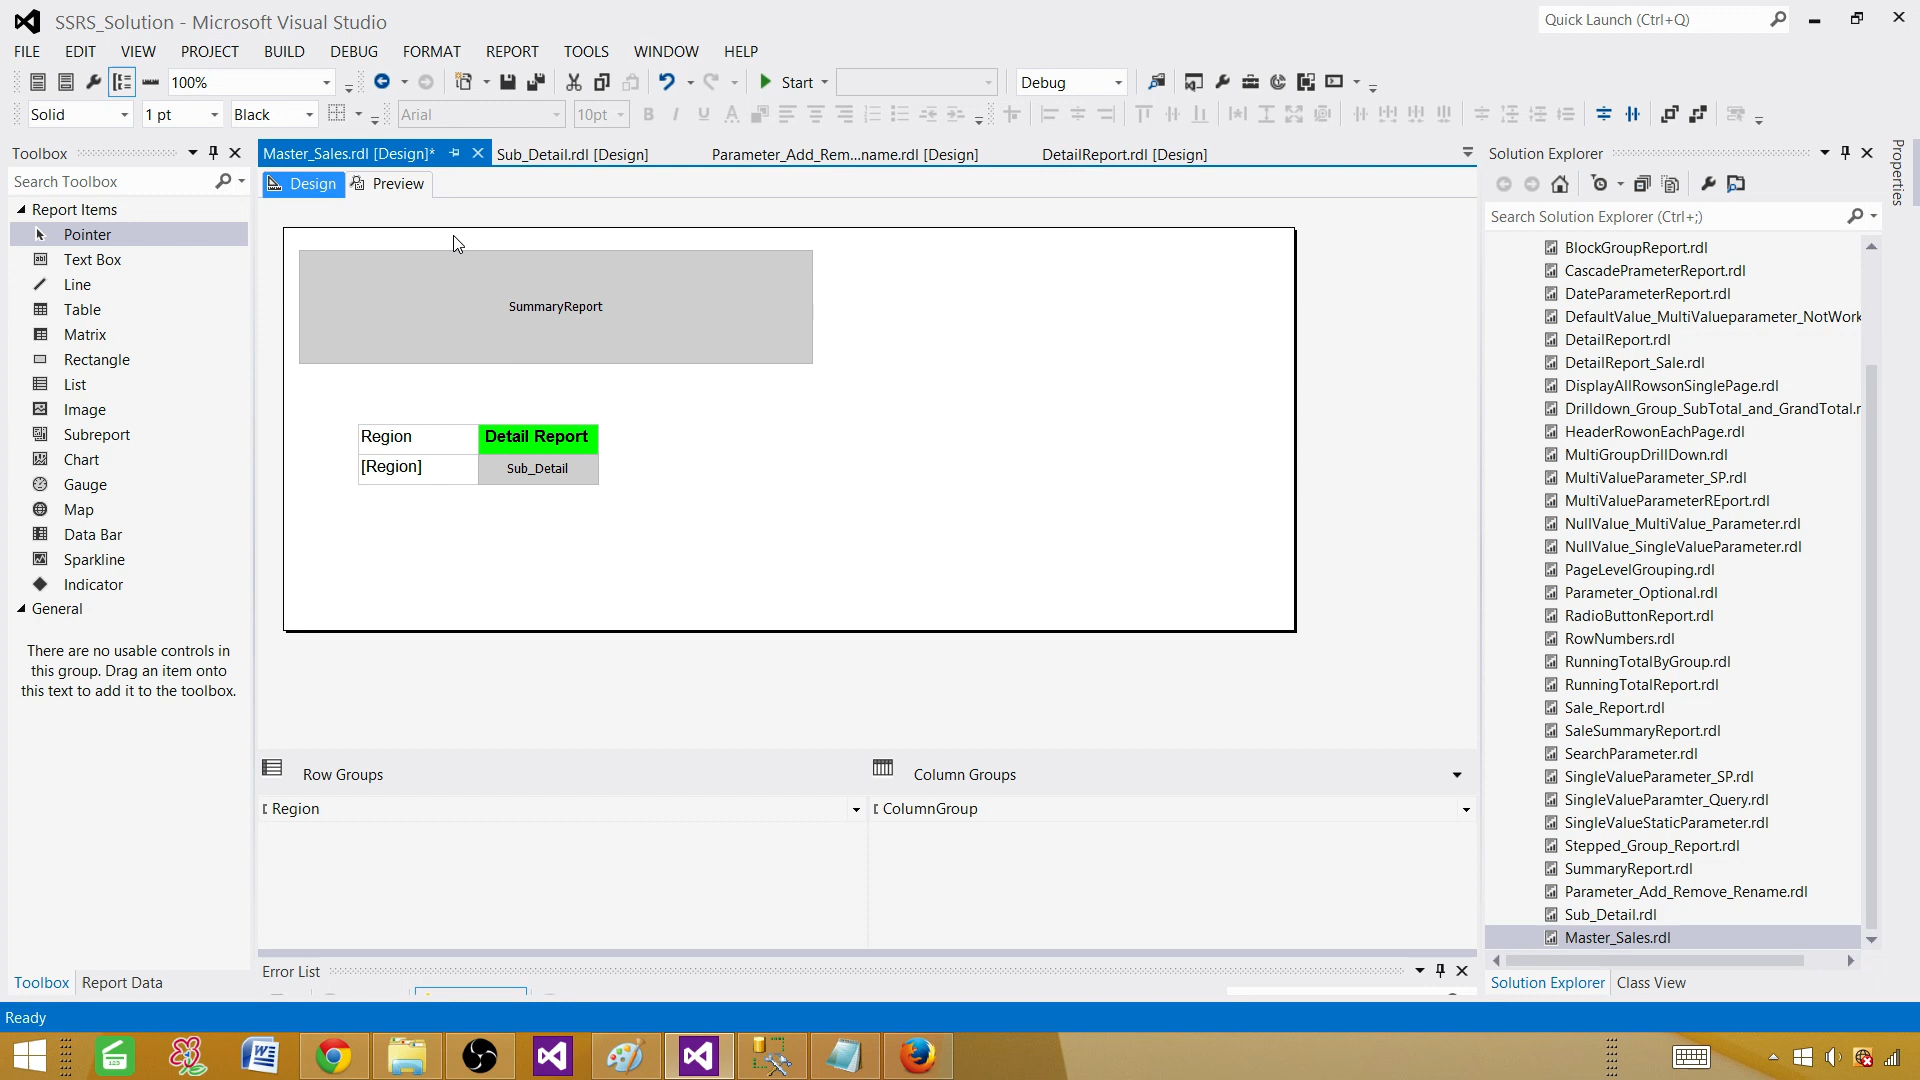 SSRS_Solution - Microsoft Visual Studio
Quick Launch (Ctrl+Q)
FILE EDIT VIEW PROJECT BUILD DEBUG FORMAT REPORT TOOLS WINDOW HELP
100% Start Debug
Solid 1 pt Black Arial 10pt B I U A
Toolbox
Search Toolbox
Report Items
Pointer
Text Box
Line
Table
Matrix
Rectangle
List
Image
Subreport
Chart
Gauge
Map
Data Bar
Sparkline
Indicator
General
There are no usable controls in
this group. Drag an item onto
this text to add it to the toolbox.
Toolbox Report Data
Master_Sales.rdl [Design]* Sub_Detail.rdl [Design] Parameter_Add_Rem...name.rdl [Design] DetailReport.rdl [Design]
Design Preview
SummaryReport
Region Detail Report
[Region] Sub_Detail
Row Groups Column Groups
Region ColumnGroup
Error List
Solution Explorer
Search Solution Explorer (Ctrl+;)
BlockGroupReport.rdl
CascadePrameterReport.rdl
DateParameterReport.rdl
DefaultValue_MultiValueparameter_NotWork
DetailReport.rdl
DetailReport_Sale.rdl
DisplayAllRowsonSinglePage.rdl
Drilldown_Group_SubTotal_and_GrandTotal.r
HeaderRowonEachPage.rdl
MultiGroupDrillDown.rdl
MultiValueParameter_SP.rdl
MultiValueParameterREport.rdl
NullValue_MultiValue_Parameter.rdl
NullValue_SingleValueParameter.rdl
PageLevelGrouping.rdl
Parameter_Optional.rdl
RadioButtonReport.rdl
RowNumbers.rdl
RunningTotalByGroup.rdl
RunningTotalReport.rdl
Sale_Report.rdl
SaleSummaryReport.rdl
SearchParameter.rdl
SingleValueParameter_SP.rdl
SingleValueParamter_Query.rdl
SingleValueStaticParameter.rdl
Stepped_Group_Report.rdl
SummaryReport.rdl
Parameter_Add_Remove_Rename.rdl
Sub_Detail.rdl
Master_Sales.rdl
Solution Explorer Class View
Properties
Ready